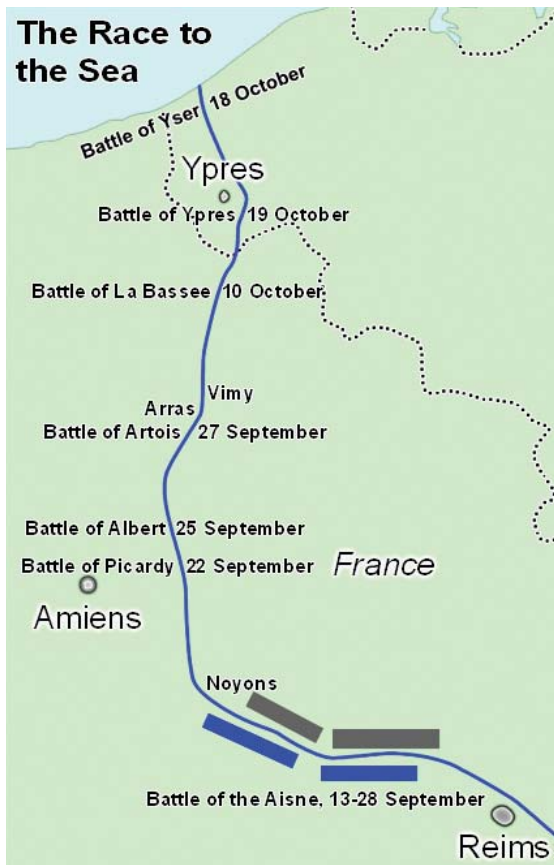 The Race to
the Sea
Battle of Yser 18 October
Ypres
Battle of Ypres 19 October
Battle of La Bassee 10 October
Vimy
Arras
Battle of Artois 27 September
Battle of Albert 25 September
Battle of Picardy 22 September
France
Amiens
Noyons
Battle of the Aisne, 13-28 September
Reims